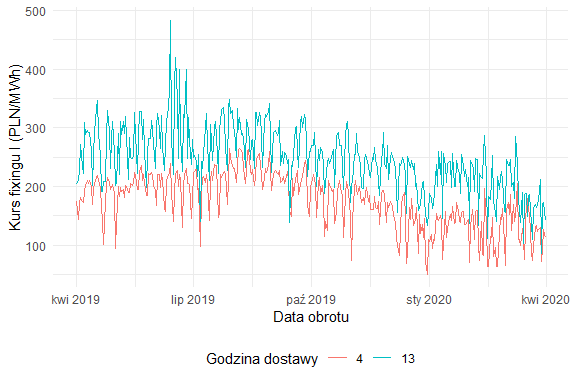 Kurs fixingu I (PLN/MWh)
500
400
300
200
100
kwi 2019 lip 2019 paź 2019 sty 2020 kwi 2020
Data obrotu
Godzina dostawy 4 13